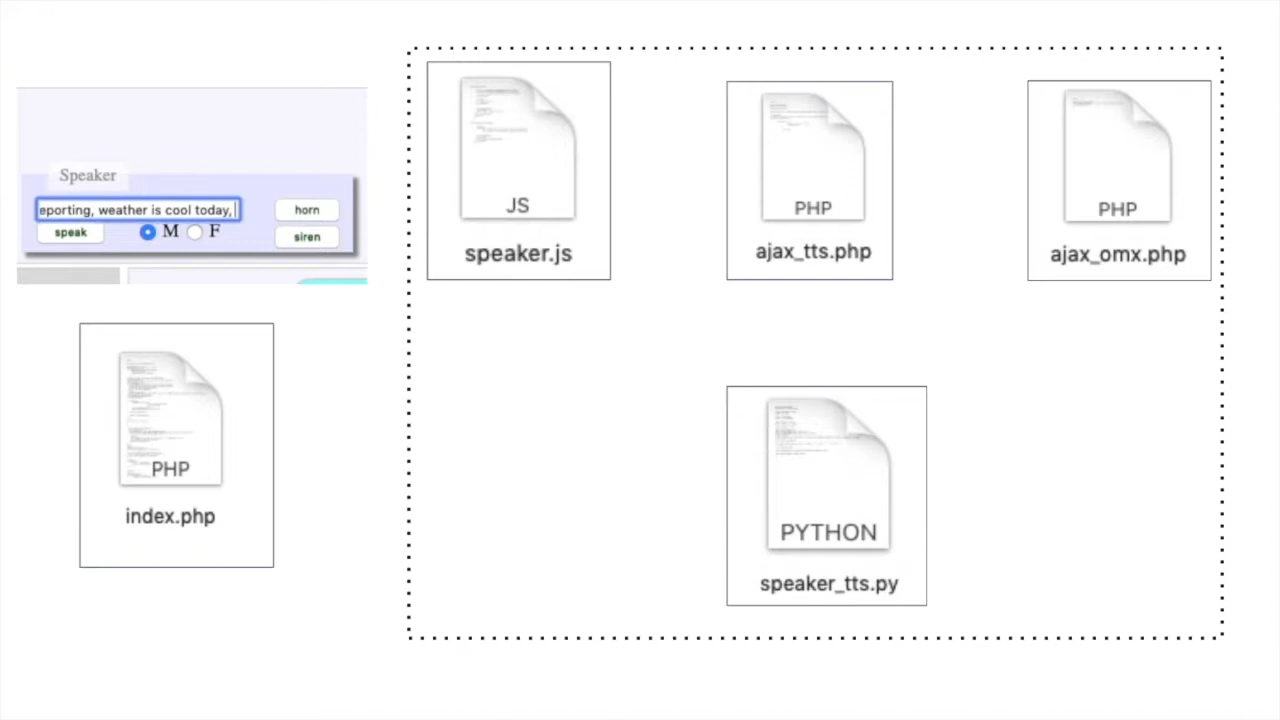 Speaker
eporting, weather is cool today,
horn
speak
M
F
siren
JS
speaker.js
PHP
ajax_tts.php
PHP
ajax_omx.php
PHP
index.php
PYTHON
speaker_tts.py